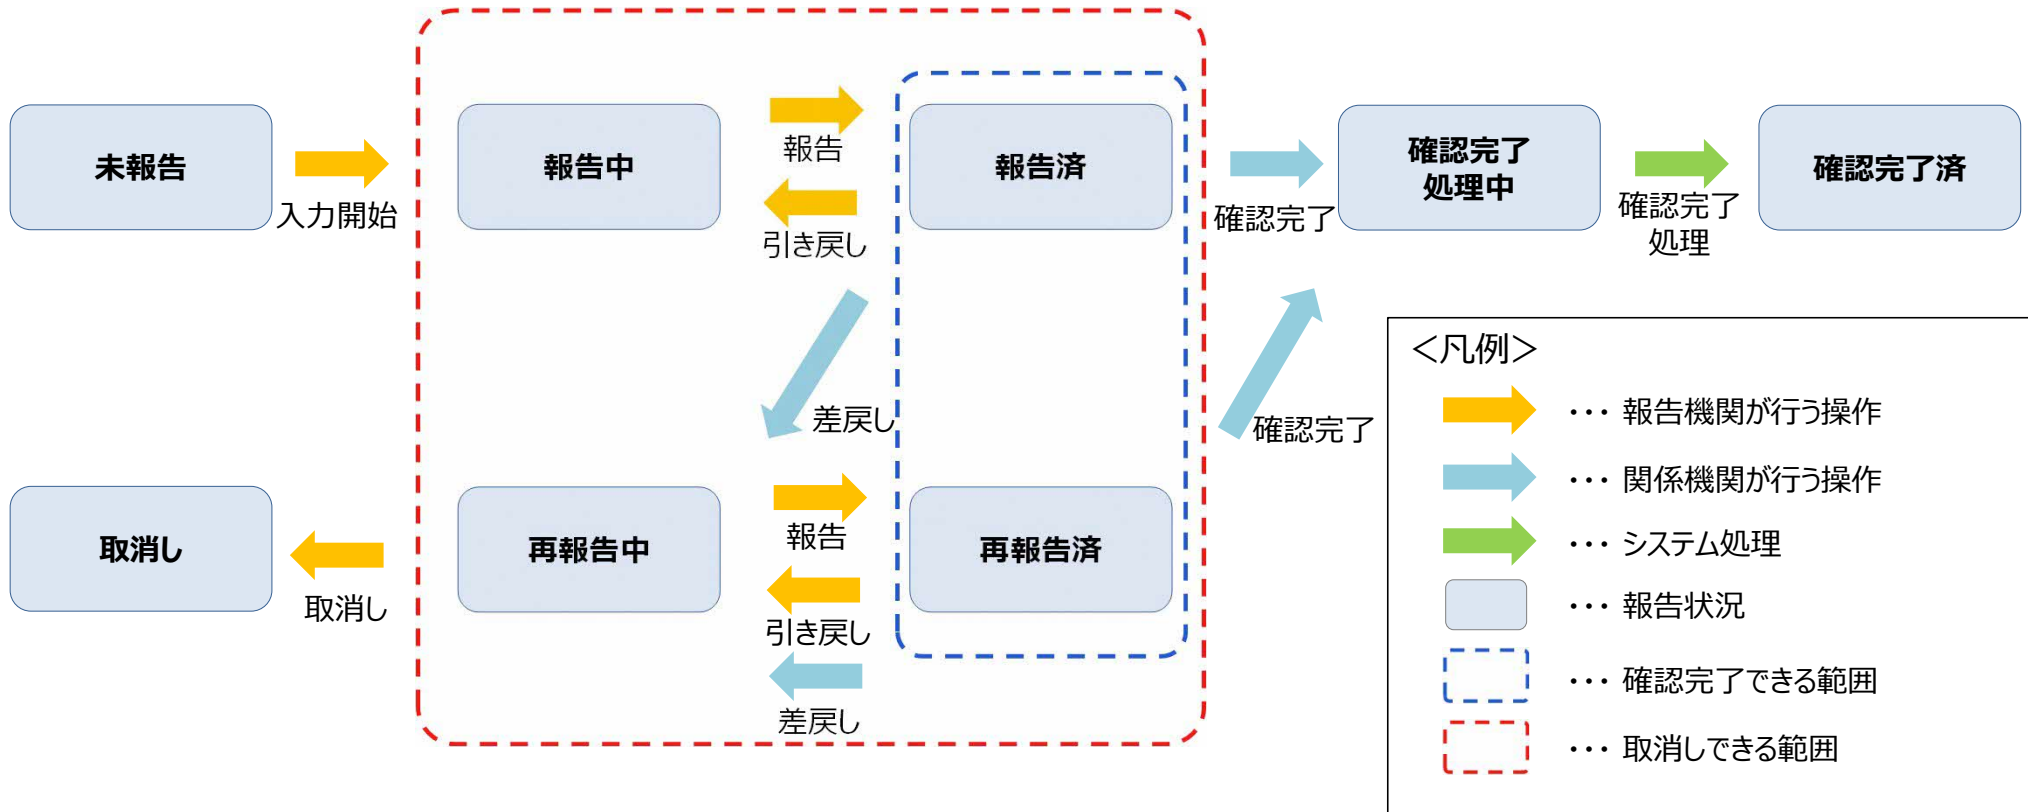 未報告
入力開始
報告中
報告
引き戻し
報告済
確認完了
確認完了
処理中
確認完了
処理
確認完了済
差戻し
確認完了
取消し
取消し
再報告中
報告
引き戻し
差戻し
再報告済
<凡例>
・・・ 報告機関が行う操作
・・・ 関係機関が行う操作
・・・ システム処理
・・・ 報告状況
・・・ 確認完了できる範囲
・・・ 取消しできる範囲